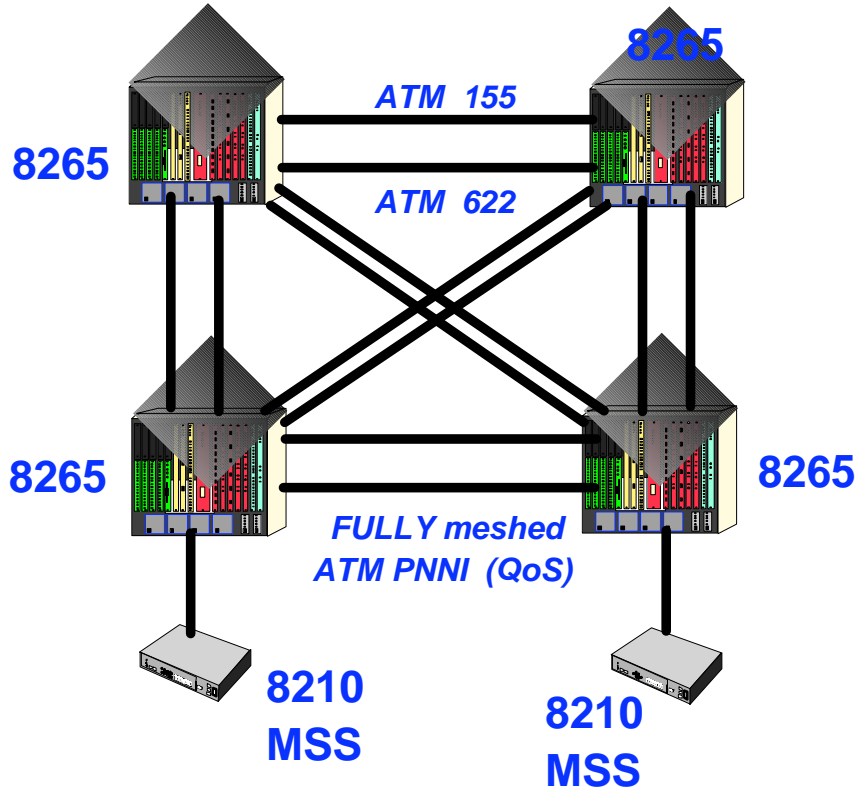 8265
ATM 155
8265
ATM 622
8265
8265
FULLY meshed
ATM PNNI (QoS)
8210
MSS
8210
MSS